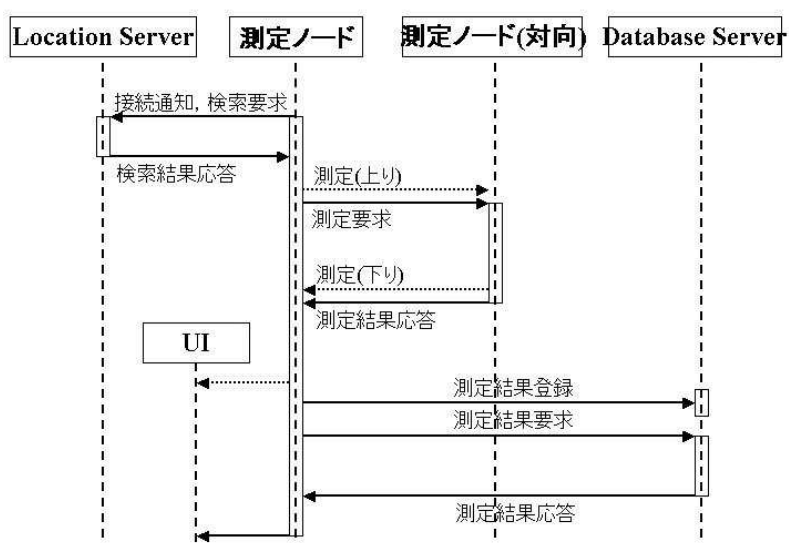 Location Server
測定ノード
測定ノード(対向)
Database Server
接続通知, 検索要求
検索結果応答
測定(上り)
測定要求
測定(下り)
測定結果応答
UI
測定結果登録
測定結果要求
測定結果応答